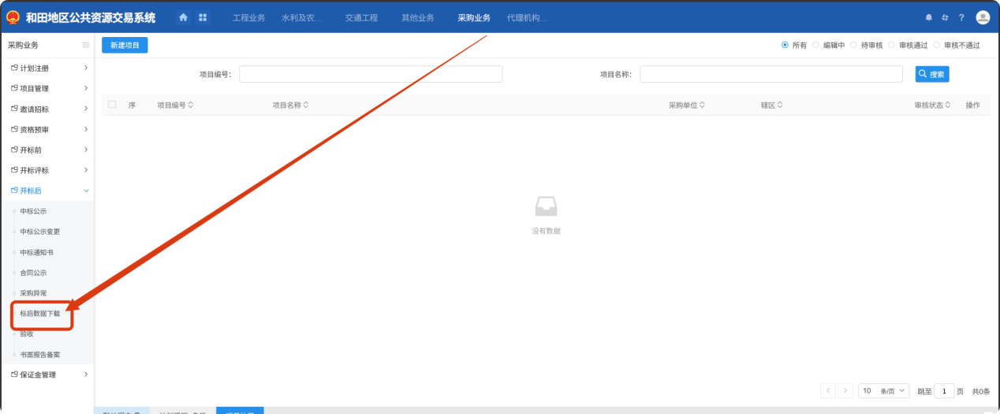 和田地区公共资源交易系统 工程业务 水利及农... 交通工程 其他业务 采购业务 代理机构...
采购业务 新建项目 所有 编辑中 待审核 审核通过 审核不通过
计划注册
项目编号: 项目名称: 搜索
项目管理
序 项目编号 项目名称 采购单位 辖区 审核状态 操作
邀请招标
资格预审
开标前
开标评标
开标后
中标公示
没有数据
中标公示变更
中标通知书
合同公示
采购异常
标后数据下载
验收
书面报告备案
保证金管理
10 条/页 跳至 1 页 共0条